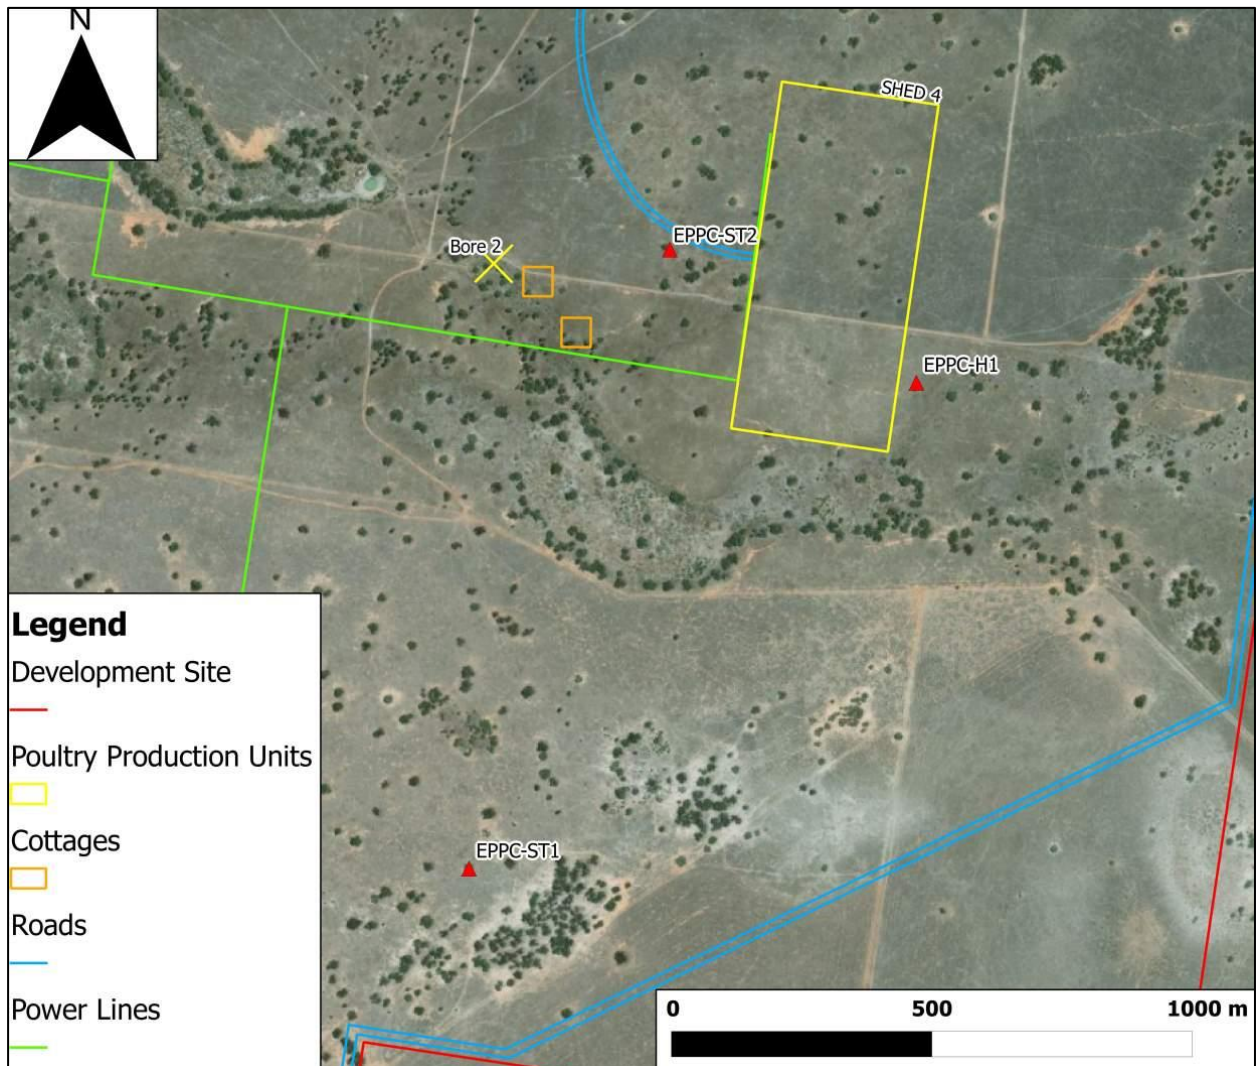 N
SHED 4
EPPC-ST2
Bore 2
EPPC-H1
EPPC-ST1
Legend
Development Site
Poultry Production Units
Cottages
Roads
Power Lines
0 500 1000 m